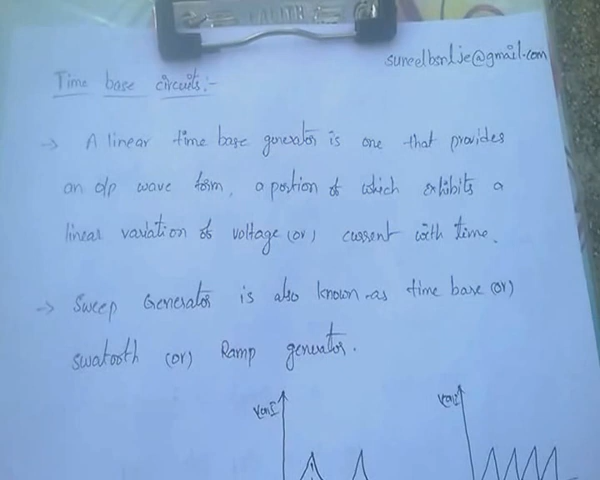 suneelbsnlje@gmail.com
Time base circuits:-
→ A linear time base generator is one that provides
an o/p wave form, a portion of which exhibits a
linear variation of voltage (or) current with time.
→ Sweep Generator is also known as time base (or)
swatooth (or) Ramp generator.